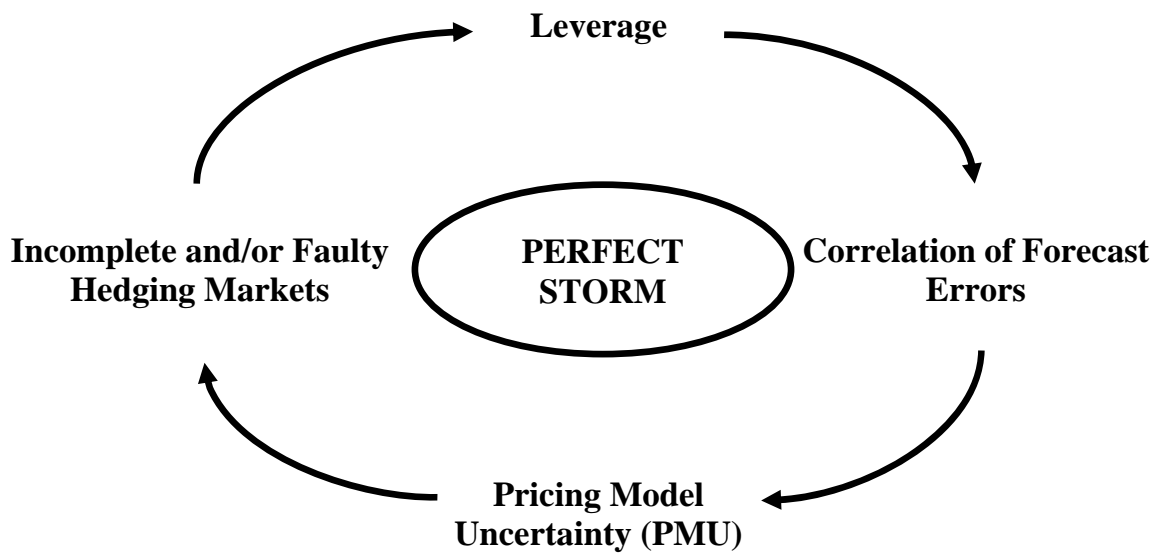 Leverage
Incomplete and/or Faulty
Hedging Markets
PERFECT
STORM
Correlation of Forecast
Errors
Pricing Model
Uncertainty (PMU)